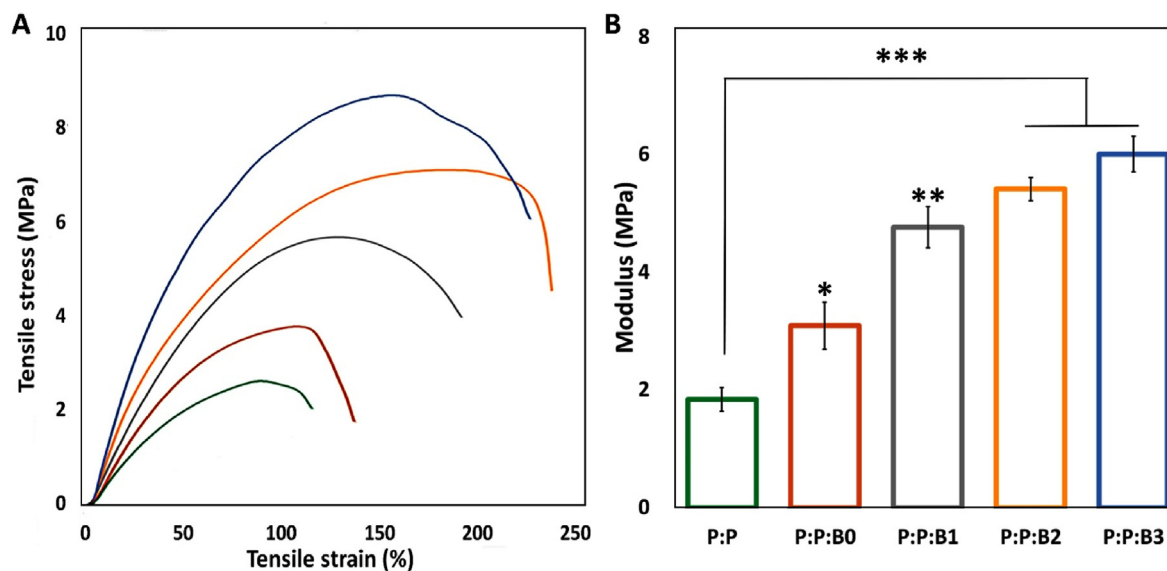 A
10
8
6
4
2
0
Tensile stress (MPa)
0 50 100 150 200 250
Tensile strain (%)
B
8
6
4
2
0
Modulus (MPa)
***
**
*
P:P P:P:B0 P:P:B1 P:P:B2 P:P:B3